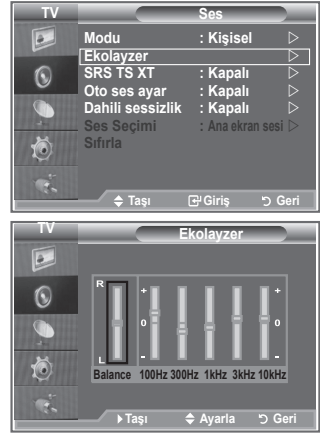 TV Ses
Modu : Kişisel
Ekolayzer
SRS TS XT : Kapalı
Oto ses ayar : Kapalı
Dahili sessizlik : Kapalı
Ses Seçimi : Ana ekran sesi
Sıfırla
Taşı Giriş Geri
TV Ekolayzer
R + +
0 0
L - -
Balance 100Hz 300Hz 1kHz 3kHz 10kHz
Taşı Ayarla Geri